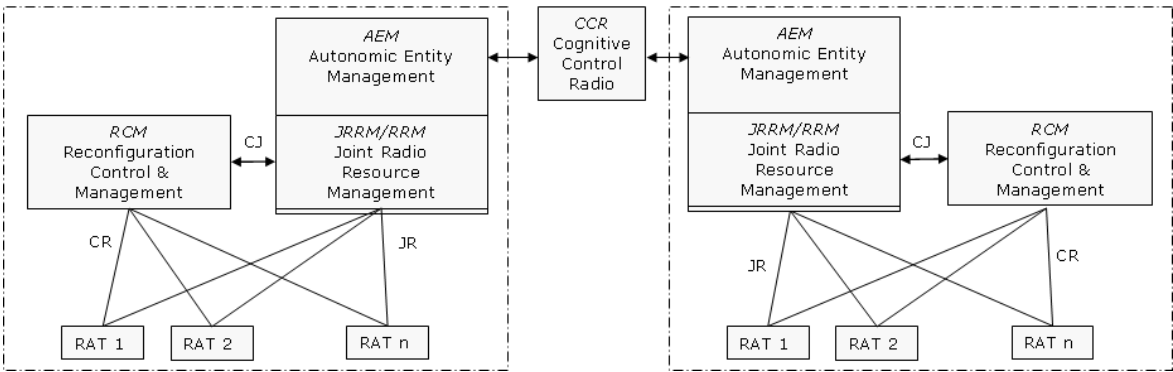 AEM
Autonomic Entity
Management
CCR
Cognitive
Control
Radio
AEM
Autonomic Entity
Management
RCM
Reconfiguration
Control &
Management
CJ
JRRM/RRM
Joint Radio
Resource
Management
JRRM/RRM
Joint Radio
Resource
Management
CJ
RCM
Reconfiguration
Control &
Management
CR
JR
JR
CR
RAT 1
RAT 2
RAT n
RAT 1
RAT 2
RAT n